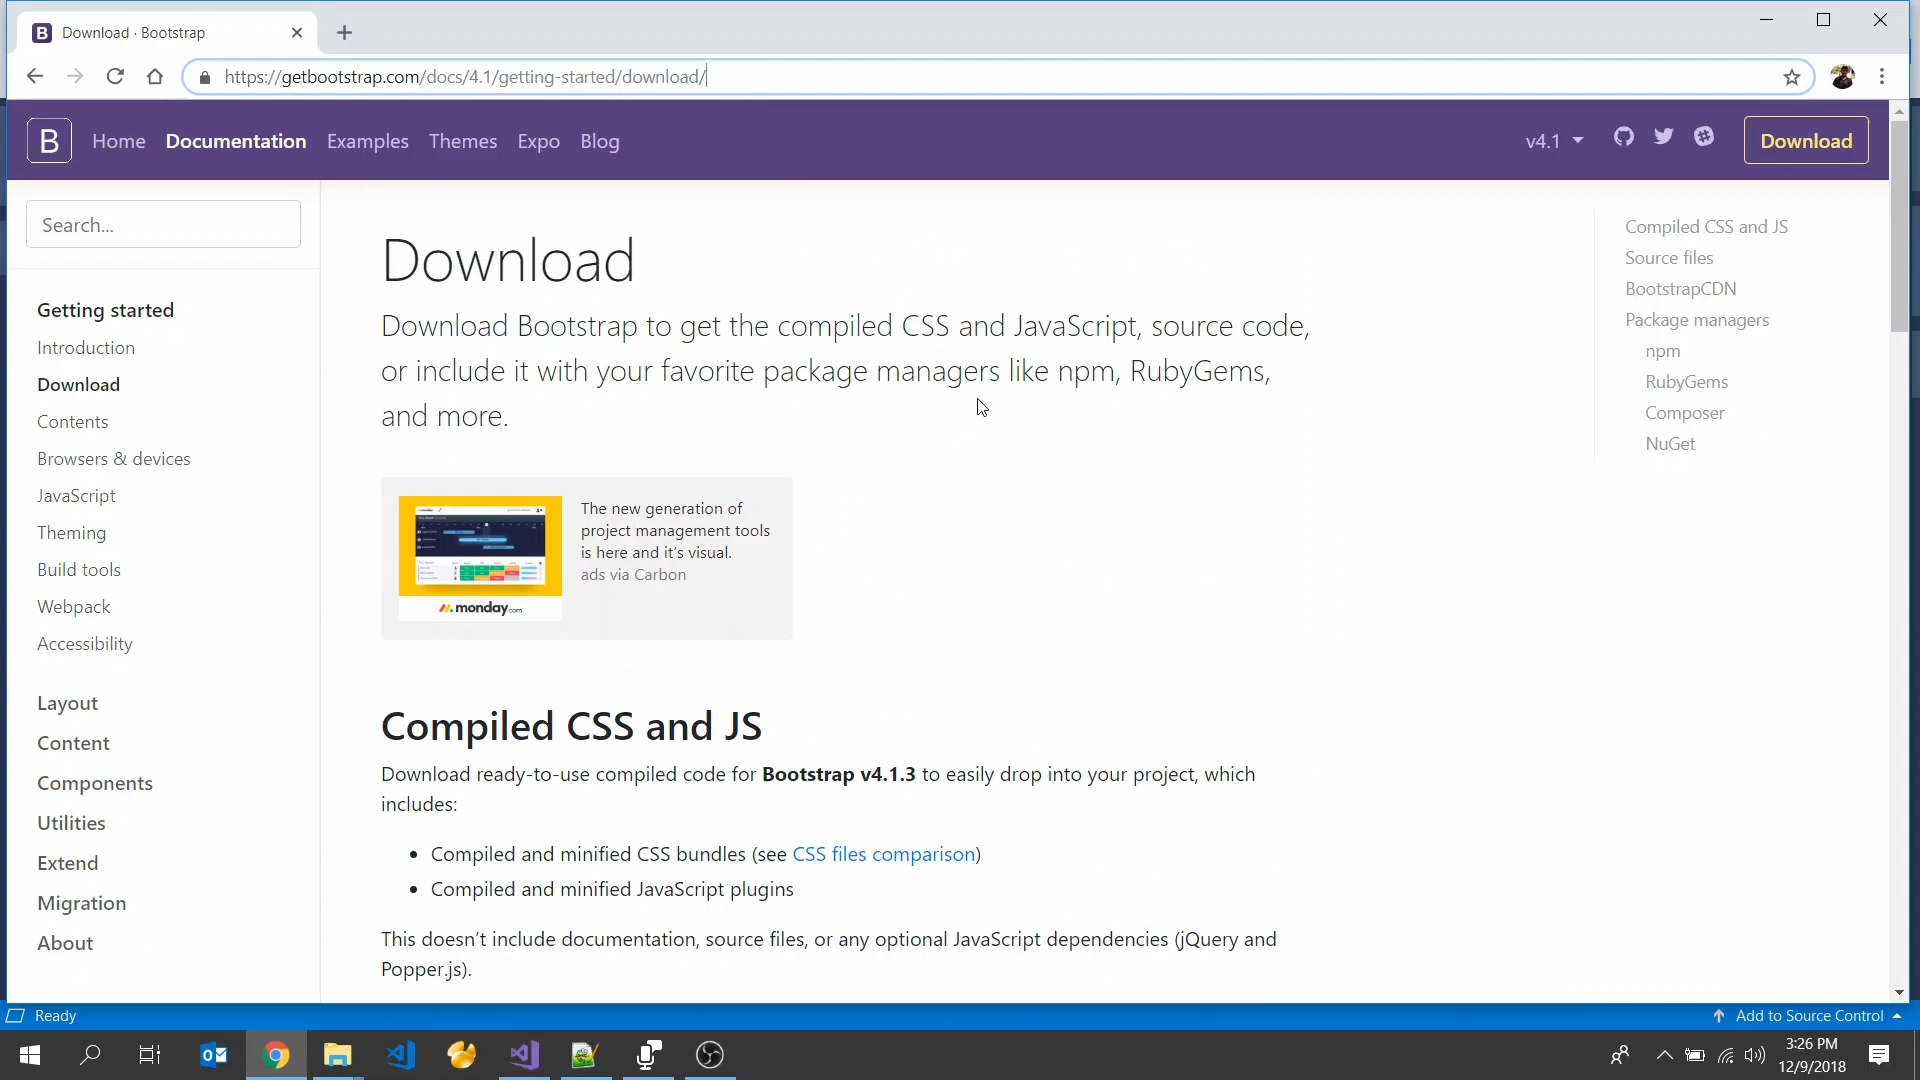 Download · Bootstrap
https://getbootstrap.com/docs/4.1/getting-started/download/
B Home Documentation Examples Themes Expo Blog v4.1 Download
Search...
Getting started
Introduction
Download
Contents
Browsers & devices
JavaScript
Theming
Build tools
Webpack
Accessibility
Layout
Content
Components
Utilities
Extend
Migration
About
Download
Download Bootstrap to get the compiled CSS and JavaScript, source code,
or include it with your favorite package managers like npm, RubyGems,
and more.
monday.com
The new generation of
project management tools
is here and it’s visual.
ads via Carbon
Compiled CSS and JS
Download ready-to-use compiled code for Bootstrap v4.1.3 to easily drop into your project, which
includes:
• Compiled and minified CSS bundles (see CSS files comparison)
• Compiled and minified JavaScript plugins
This doesn’t include documentation, source files, or any optional JavaScript dependencies (jQuery and
Popper.js).
Compiled CSS and JS
Source files
BootstrapCDN
Package managers
npm
RubyGems
Composer
NuGet
Ready
Add to Source Control
3:26 PM
12/9/2018